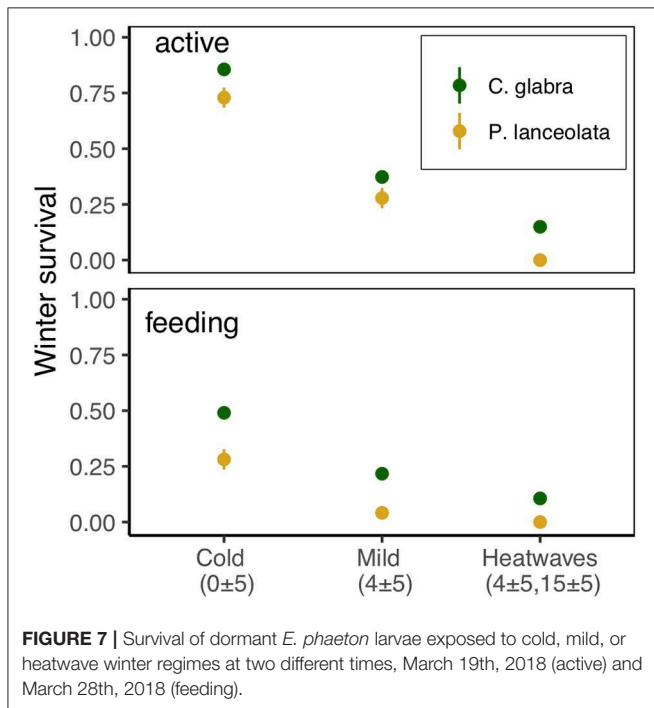 Winter survival
active
1.00
0.75
0.50
0.25
0.00
C. glabra
P. lanceolata
feeding
1.00
0.75
0.50
0.25
0.00
Cold Mild Heatwaves
(0±5) (4±5) (4±5,15±5)
FIGURE 7 | Survival of dormant E. phaeton larvae exposed to cold, mild, or
heatwave winter regimes at two different times, March 19th, 2018 (active) and
March 28th, 2018 (feeding).